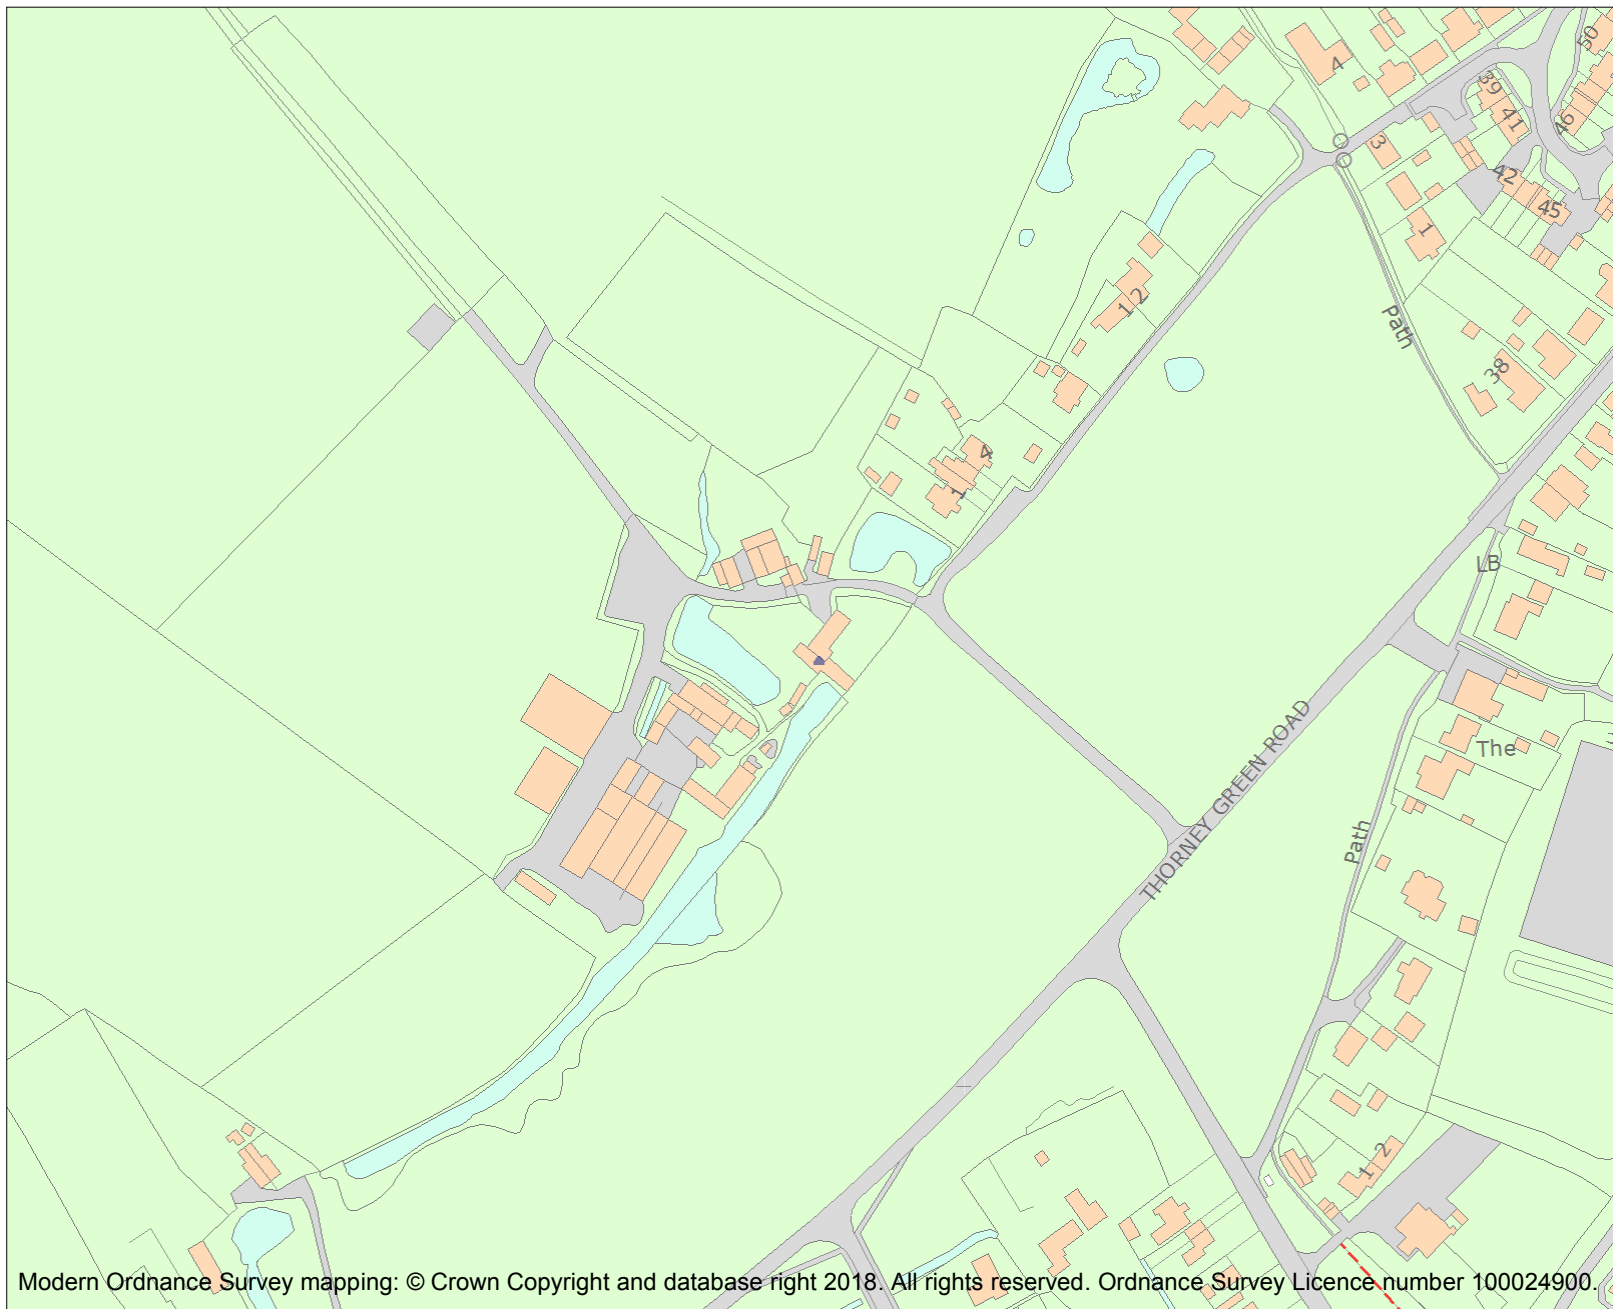 50
4
39
41
46
3
42
45
1
1 2
Path
38
4
1
LB
THORNEY GREEN ROAD
The
Path
1 2
Modern Ordnance Survey mapping: © Crown Copyright and database right 2018. All rights reserved. Ordnance Survey Licence number 100024900.